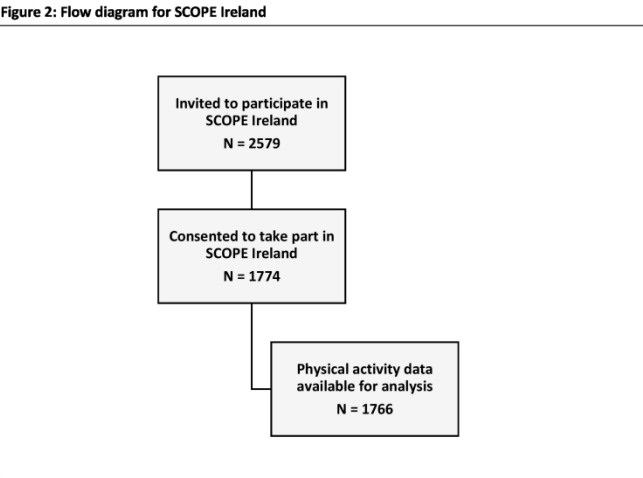 Figure 2: Flow diagram for SCOPE Ireland
Invited to participate in
SCOPE Ireland
N = 2579
Consented to take part in
SCOPE Ireland
N = 1774
Physical activity data
available for analysis
N = 1766